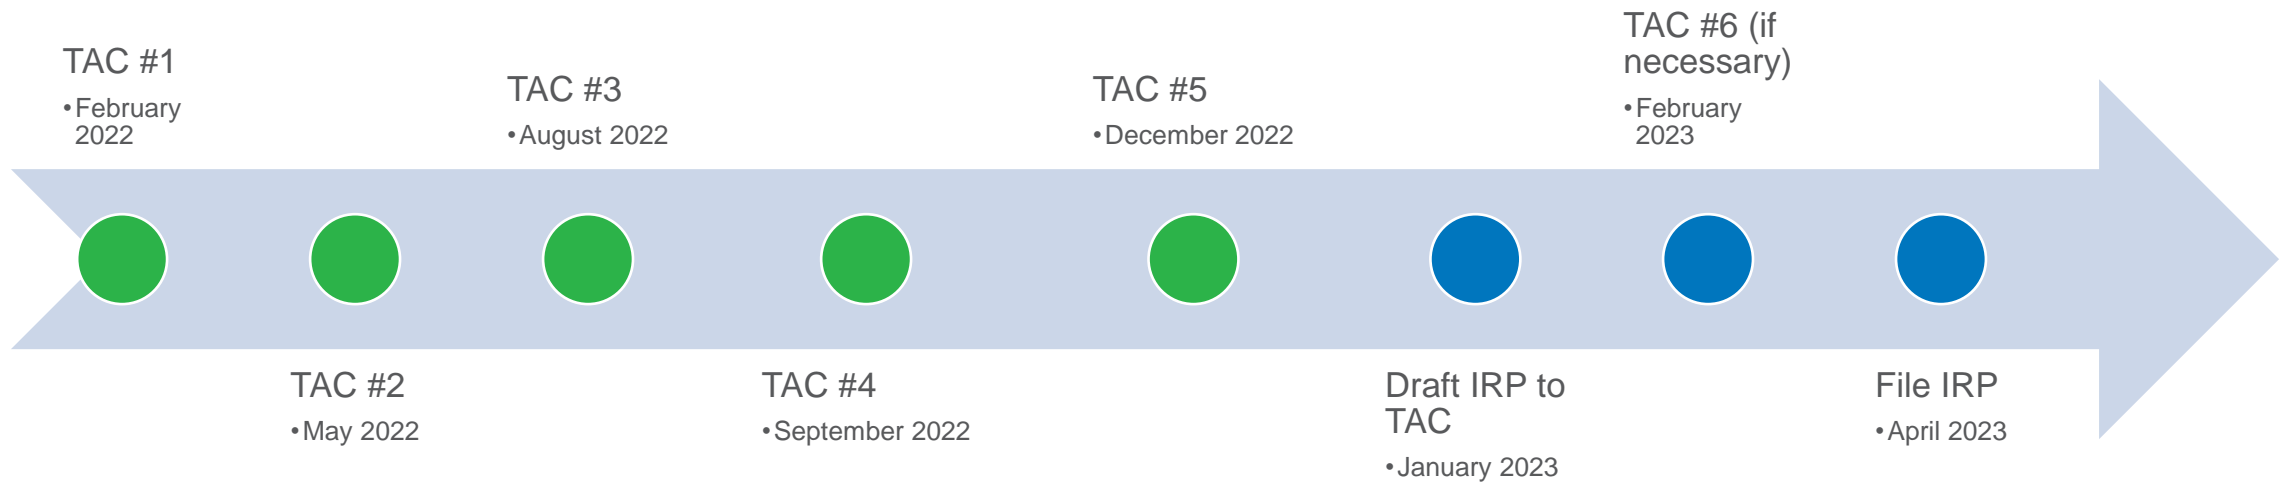 TAC #1
•February
2022
TAC #2
•May 2022
TAC #3
•August 2022
TAC #4
•September 2022
TAC #5
•December 2022
Draft IRP to
TAC
•January 2023
TAC #6 (if
necessary)
•February
2023
File IRP
•April 2023